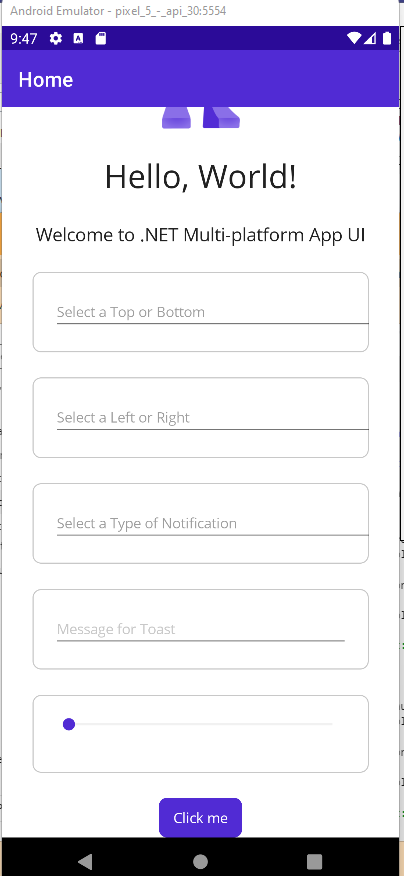 Android Emulator - pixel_5_-_api_30:5554
9:47
Home
Hello, World!
Welcome to .NET Multi-platform App UI
Select a Top or Bottom
Select a Left or Right
Select a Type of Notification
Message for Toast
Click me